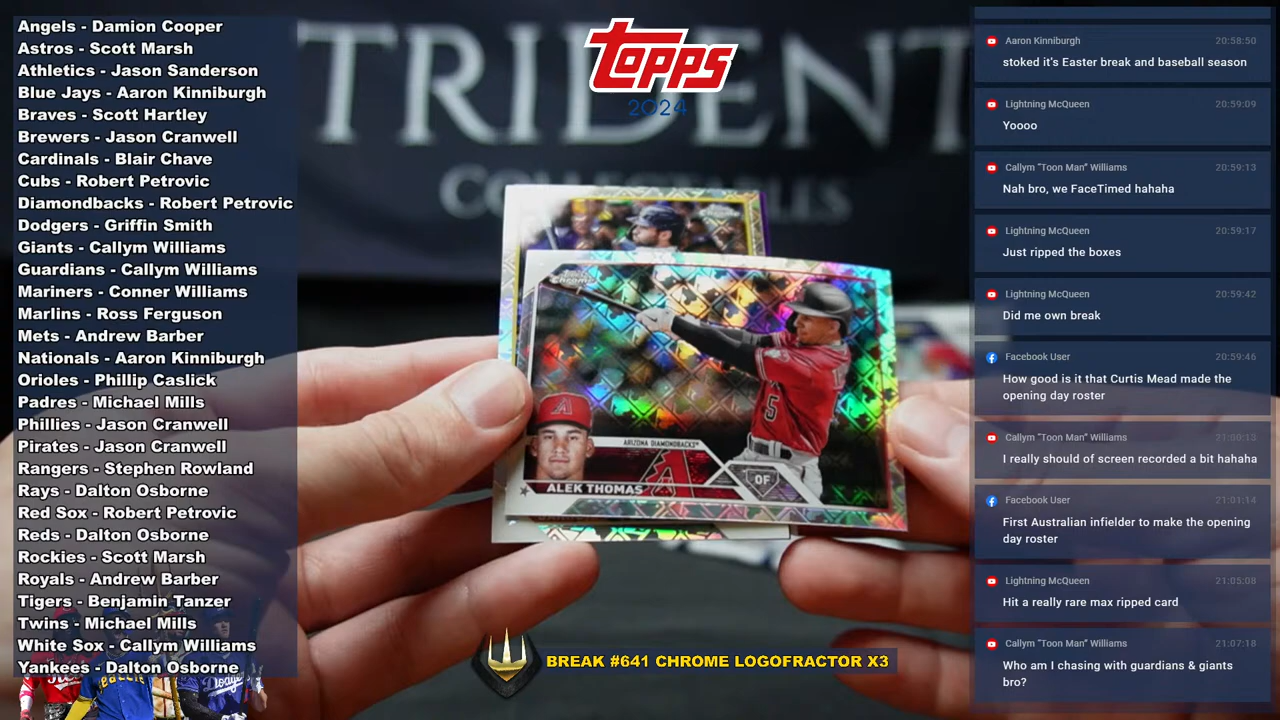 Angels - Damion Cooper
Astros - Scott Marsh
Athletics - Jason Sanderson
Blue Jays - Aaron Kinniburgh
Braves - Scott Hartley
Brewers - Jason Cranwell
Cardinals - Blair Chave
Cubs - Robert Petrovic
Diamondbacks - Robert Petrovic
Dodgers - Griffin Smith
Giants - Callym Williams
Guardians - Callym Williams
Mariners - Conner Williams
Marlins - Ross Ferguson
Mets - Andrew Barber
Nationals - Aaron Kinniburgh
Orioles - Phillip Caslick
Padres - Michael Mills
Phillies - Jason Cranwell
Pirates - Jason Cranwell
Rangers - Stephen Rowland
Rays - Dalton Osborne
Red Sox - Robert Petrovic
Reds - Dalton Osborne
Rockies - Scott Marsh
Royals - Andrew Barber
Tigers - Benjamin Tanzer
Twins - Michael Mills
White Sox - Callym Williams
Yankees - Dalton Osborne
TRIDENT
COLLECTABLES
topps
2024
Chrome
Topps Chrome
5
ARIZONA DIAMONDBACKS
A
OF
ALEK THOMAS
BREAK #641 CHROME LOGOFRACTOR X3
Aaron Kinniburgh 20:58:50
stoked it's Easter break and baseball season
Lightning McQueen 20:59:09
Yoooo
Callym "Toon Man" Williams 20:59:13
Nah bro, we FaceTimed hahaha
Lightning McQueen 20:59:17
Just ripped the boxes
Lightning McQueen 20:59:42
Did me own break
Facebook User 20:59:46
How good is it that Curtis Mead made the
opening day roster
Callym "Toon Man" Williams 21:00:13
I really should of screen recorded a bit hahaha
Facebook User 21:01:14
First Australian infielder to make the opening
day roster
Lightning McQueen 21:05:08
Hit a really rare max ripped card
Callym "Toon Man" Williams 21:07:18
Who am I chasing with guardians & giants
bro?